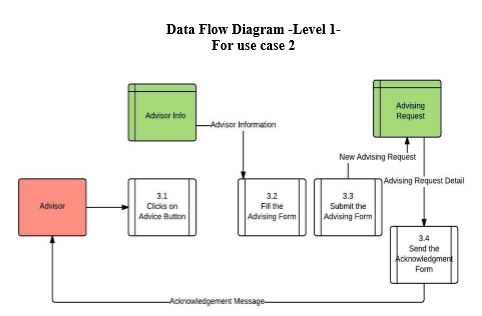 Data Flow Diagram -Level 1-
For use case 2
Advisor Info
Advising
Request
Advisor Information
New Advising Request
Advising Request Detail
Advisor
3.1
Clicks on
Advice Button
3.2
Fill the
Advising Form
3.3
Submit the
Advising Form
3.4
Send the
Acknowledgment
Form
Acknowledgement Message